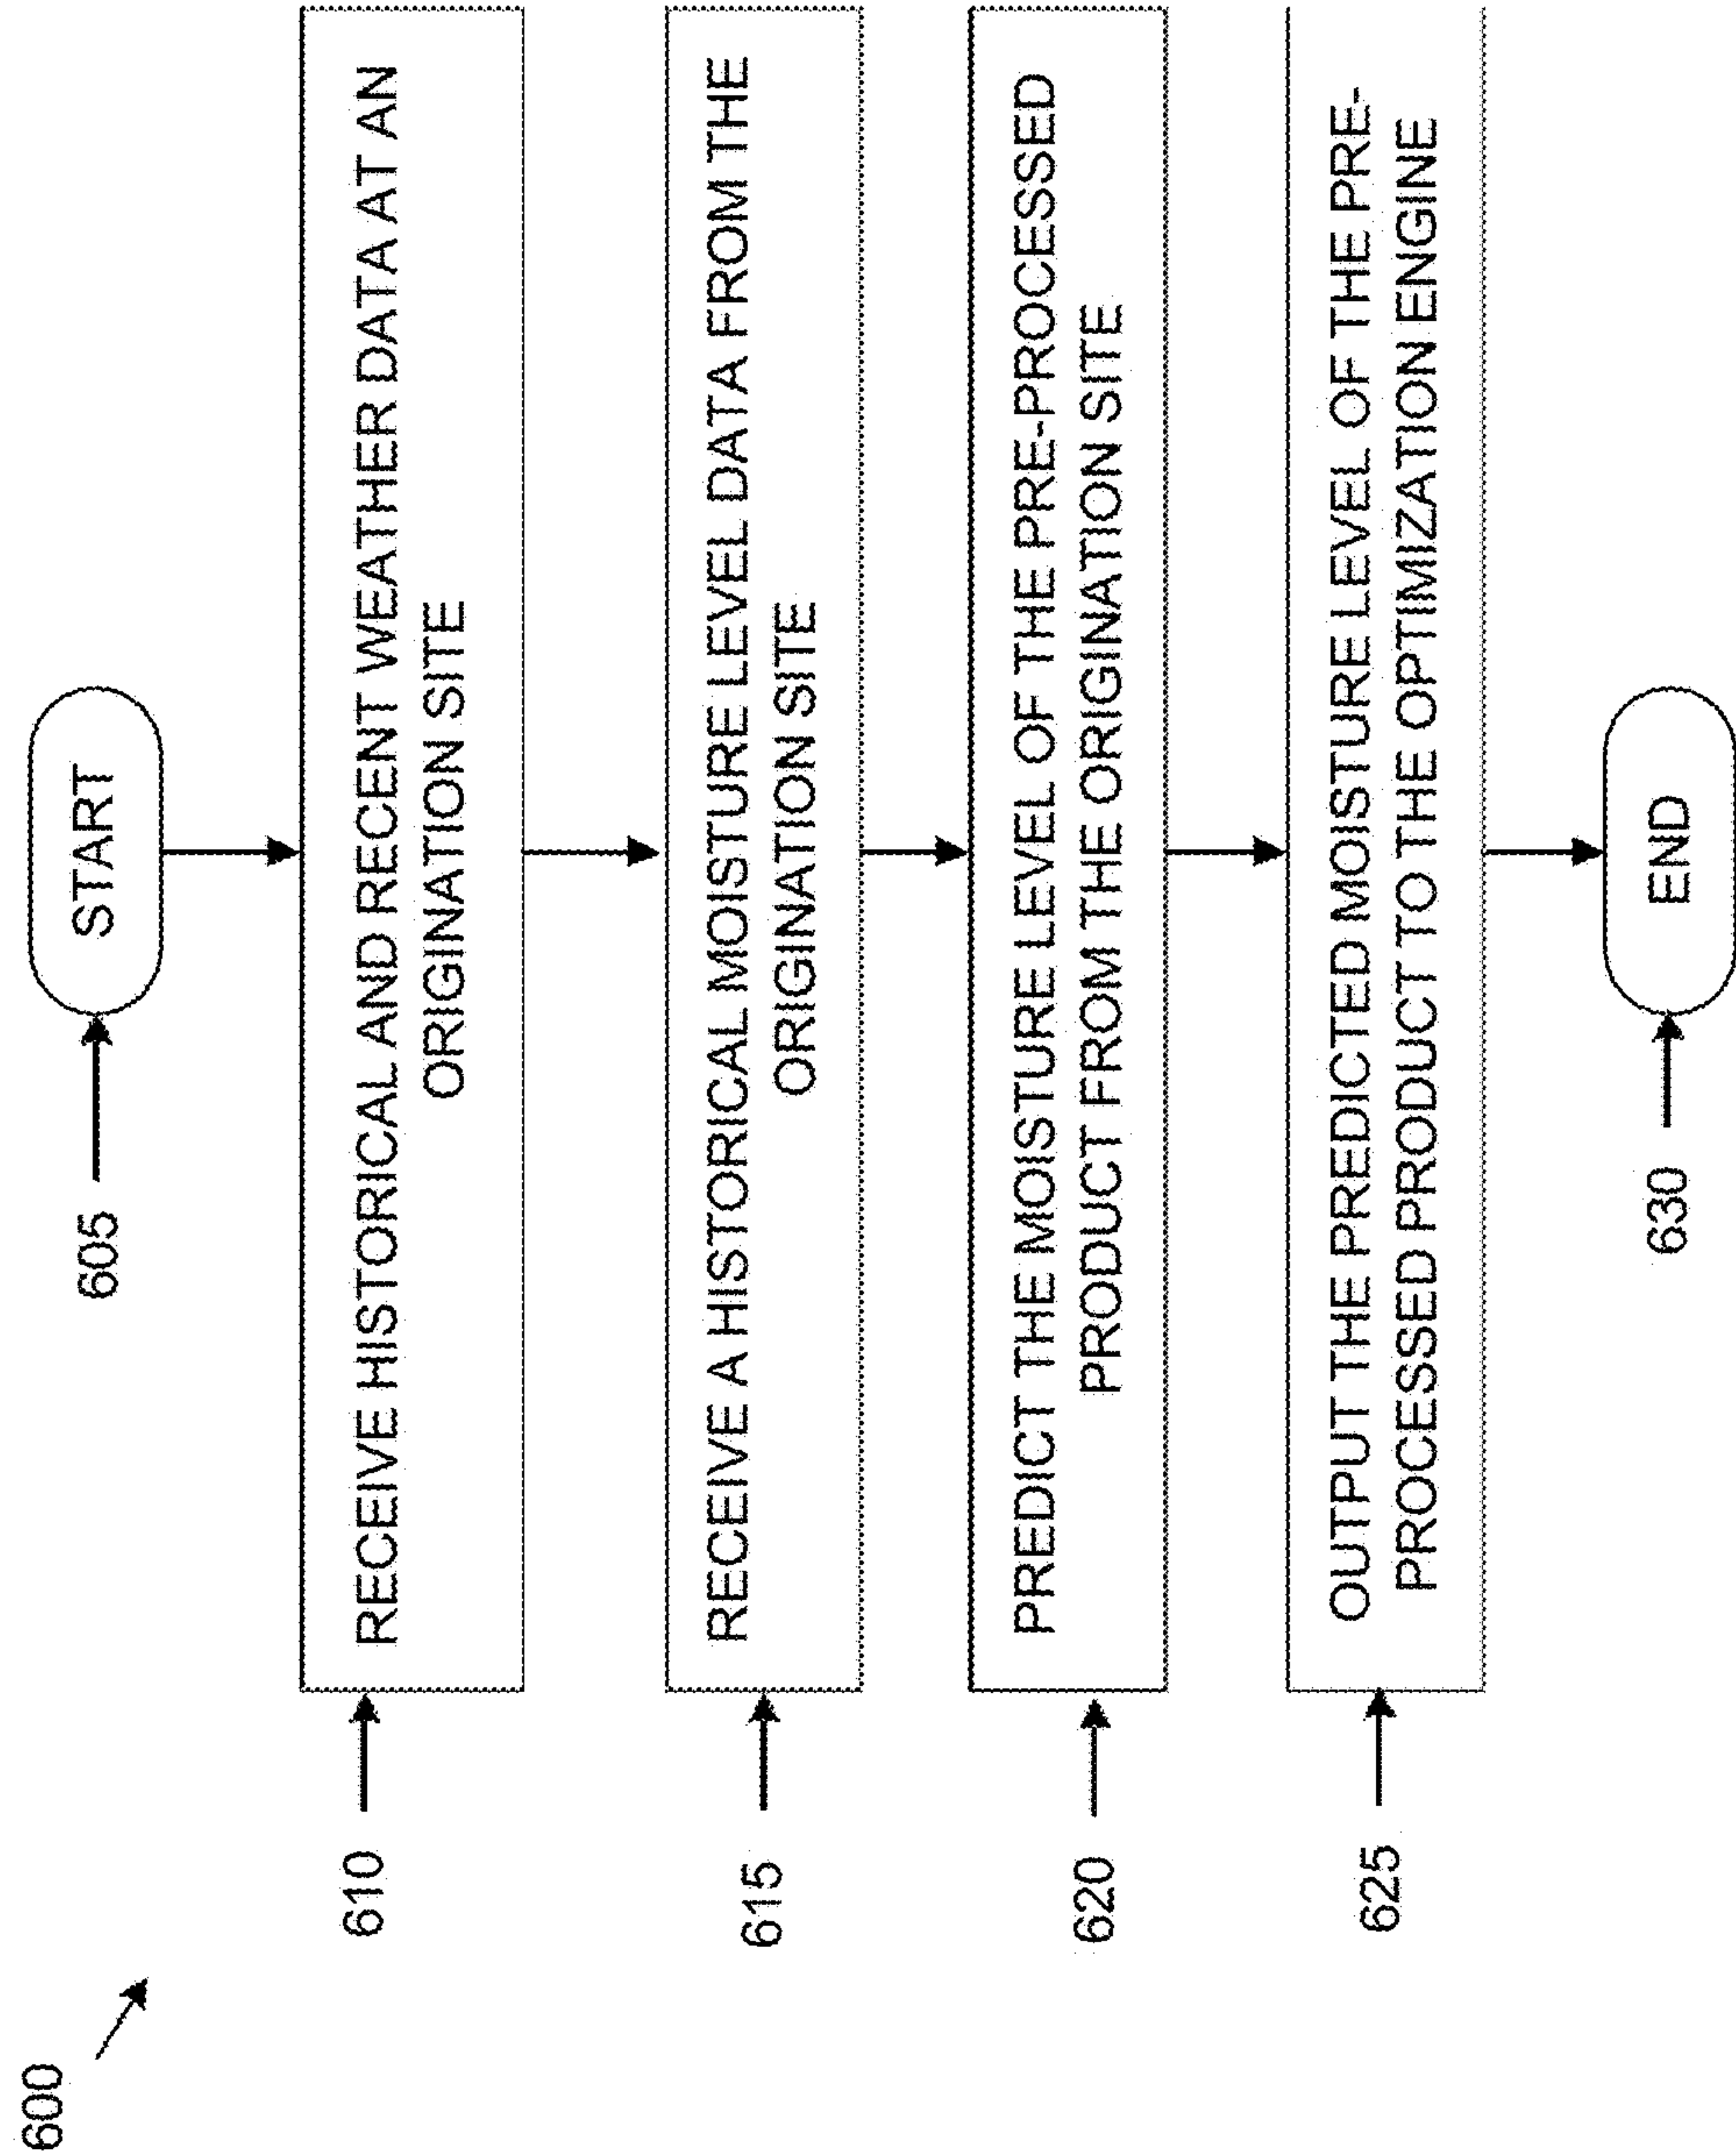 600
605
START
610
RECEIVE HISTORICAL AND RECENT WEATHER DATA AT AN
ORIGINATION SITE
615
RECEIVE A HISTORICAL MOISTURE LEVEL DATA FROM THE
ORIGINATION SITE
620
PREDICT THE MOISTURE LEVEL OF THE PRE-PROCESSED
PRODUCT FROM THE ORIGINATION SITE
625
OUTPUT THE PREDICTED MOISTURE LEVEL OF THE PRE-
PROCESSED PRODUCT TO THE OPTIMIZATION ENGINE
630
END